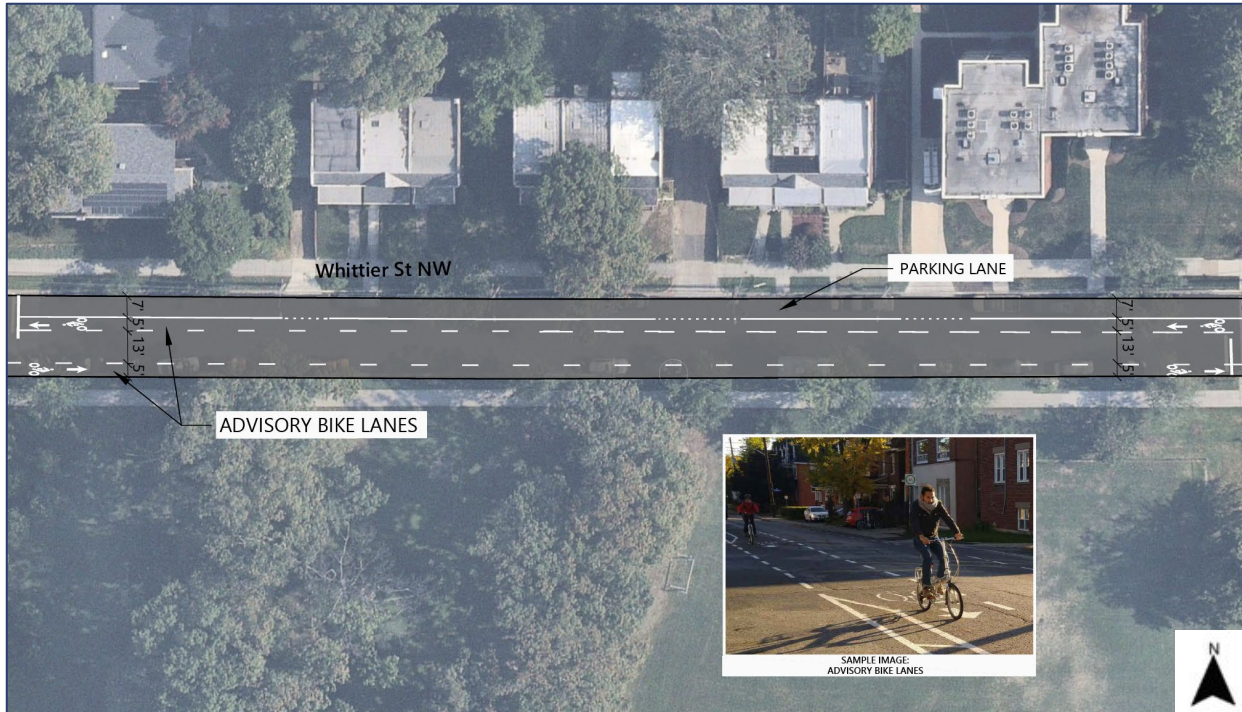 Whittier St NW
PARKING LANE
7' 5' 13' 5'
7' 5' 13' 5'
ADVISORY BIKE LANES
SAMPLE IMAGE:
ADVISORY BIKE LANES
N